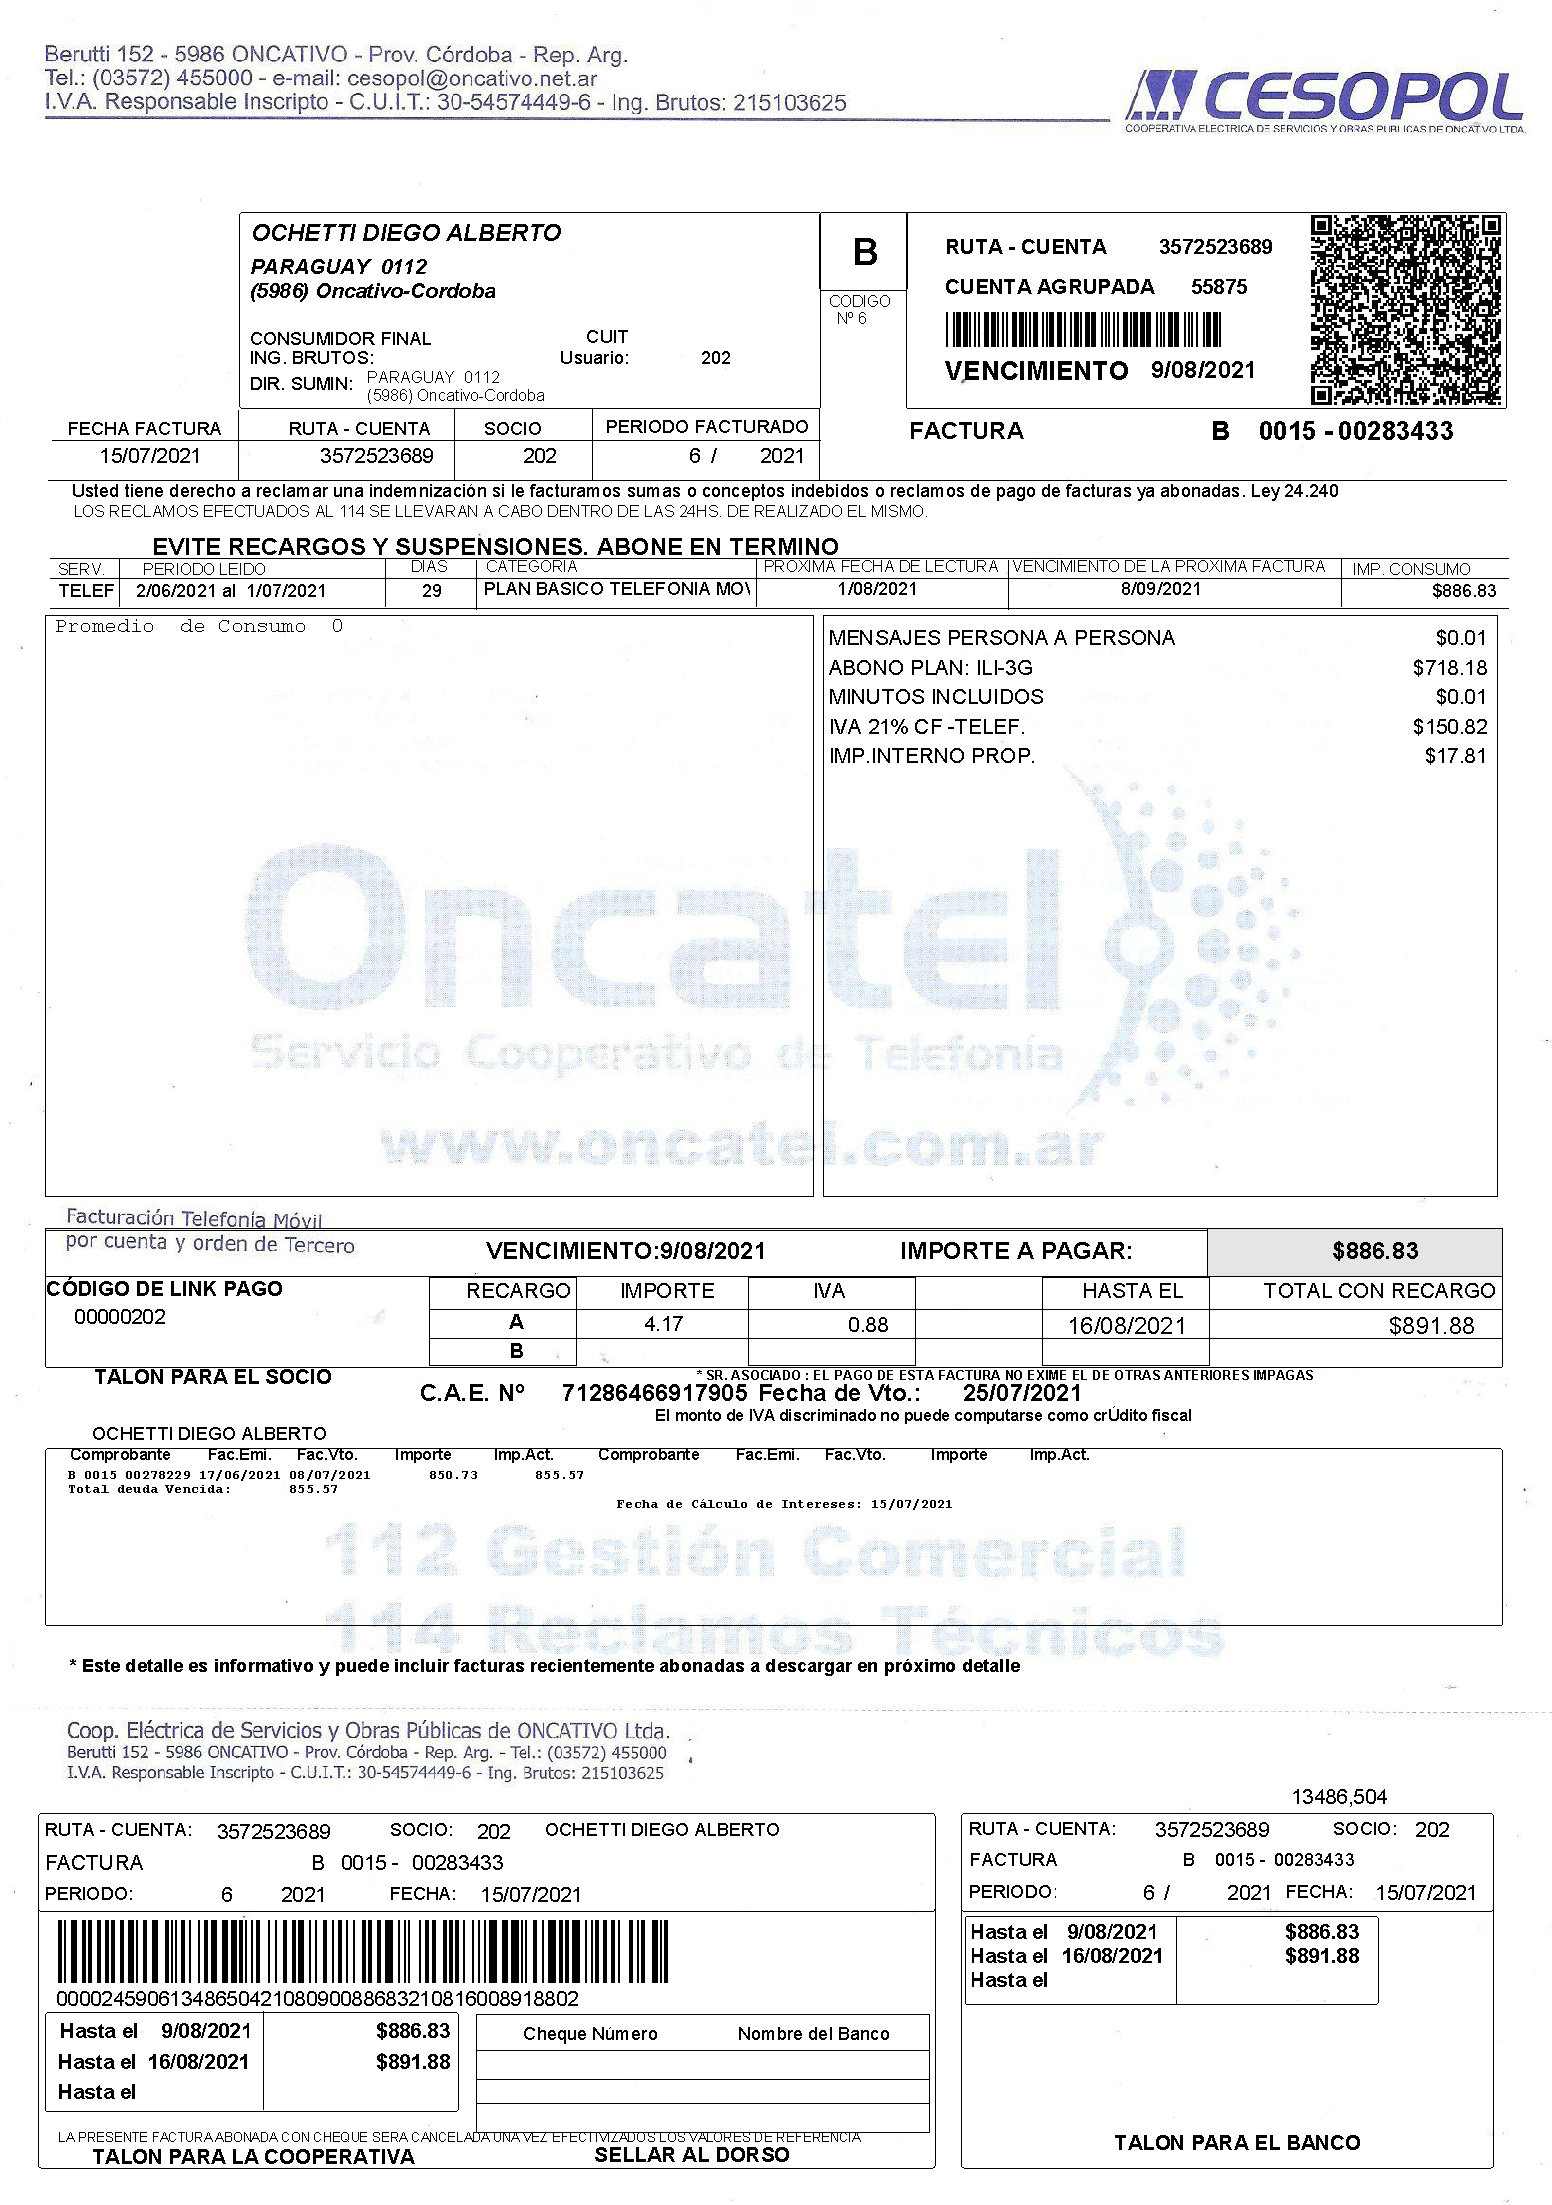 Berutti 152 - 5986 ONCATIVO - Prov. Córdoba - Rep. Arg.
Tel.: (03572) 455000 - e-mail: cesopol@oncativo.net.ar
I.V.A. Responsable Inscripto - C.U.I.T.: 30-54574449-6 - Ing. Brutos: 215103625
CESOPOL
COOPERATIVA ELECTRICA DE SERVICIOS Y OBRAS PUBLICAS DE ONCATIVO LTDA.
OCHETTI DIEGO ALBERTO
PARAGUAY 0112
(5986) Oncativo-Cordoba
CONSUMIDOR FINAL CUIT
ING. BRUTOS: Usuario: 202
DIR. SUMIN: PARAGUAY 0112
(5986) Oncativo-Cordoba
B
CODIGO
Nº 6
RUTA - CUENTA 3572523689
CUENTA AGRUPADA 55875
VENCIMIENTO 9/08/2021
FECHA FACTURA RUTA - CUENTA SOCIO PERIODO FACTURADO
15/07/2021 3572523689 202 6 / 2021
FACTURA B 0015 - 00283433
Usted tiene derecho a reclamar una indemnización si le facturamos sumas o conceptos indebidos o reclamos de pago de facturas ya abonadas. Ley 24.240
LOS RECLAMOS EFECTUADOS AL 114 SE LLEVARAN A CABO DENTRO DE LAS 24HS. DE REALIZADO EL MISMO.
EVITE RECARGOS Y SUSPENSIONES. ABONE EN TERMINO
SERV. PERIODO LEIDO DIAS CATEGORIA PROXIMA FECHA DE LECTURA VENCIMIENTO DE LA PROXIMA FACTURA IMP. CONSUMO
TELEF 2/06/2021 al 1/07/2021 29 PLAN BASICO TELEFONIA MOV 1/08/2021 8/09/2021 $886.83
Promedio de Consumo 0
MENSAJES PERSONA A PERSONA $0.01
ABONO PLAN: ILI-3G $718.18
MINUTOS INCLUIDOS $0.01
IVA 21% CF -TELEF. $150.82
IMP.INTERNO PROP. $17.81
Oncatel
Servicio Cooperativo de Telefonía
www.oncatel.com.ar
Facturación Telefonía Móvil
por cuenta y orden de Tercero
VENCIMIENTO:9/08/2021 IMPORTE A PAGAR: $886.83
CÓDIGO DE LINK PAGO
00000202
RECARGO IMPORTE IVA HASTA EL TOTAL CON RECARGO
A 4.17 0.88 16/08/2021 $891.88
B
TALON PARA EL SOCIO
* SR. ASOCIADO : EL PAGO DE ESTA FACTURA NO EXIME EL DE OTRAS ANTERIORES IMPAGAS
C.A.E. Nº 71286466917905 Fecha de Vto.: 25/07/2021
El monto de IVA discriminado no puede computarse como crÚdito fiscal
OCHETTI DIEGO ALBERTO
Comprobante Fac.Emi. Fac.Vto. Importe Imp.Act. Comprobante Fac.Emi. Fac.Vto. Importe Imp.Act.
B 0015 00278229 17/06/2021 08/07/2021 850.73 855.57
Total deuda Vencida: 855.57
Fecha de Cálculo de Intereses: 15/07/2021
112 Gestión Comercial
114 Reclamos Técnicos
* Este detalle es informativo y puede incluir facturas recientemente abonadas a descargar en próximo detalle
Coop. Eléctrica de Servicios y Obras Públicas de ONCATIVO Ltda.
Berutti 152 - 5986 ONCATIVO - Prov. Córdoba - Rep. Arg. - Tel.: (03572) 455000
I.V.A. Responsable Inscripto - C.U.I.T.: 30-54574449-6 - Ing. Brutos: 215103625
13486,504
RUTA - CUENTA: 3572523689 SOCIO: 202 OCHETTI DIEGO ALBERTO
FACTURA B 0015 - 00283433
PERIODO: 6 2021 FECHA: 15/07/2021
0000245906134865042108090088683210816008918802
Hasta el 9/08/2021 $886.83
Hasta el 16/08/2021 $891.88
Hasta el
Cheque Número Nombre del Banco
LA PRESENTE FACTURA ABONADA CON CHEQUE SERA CANCELADA UNA VEZ EFECTIVIZADOS LOS VALORES DE REFERENCIA
TALON PARA LA COOPERATIVA SELLAR AL DORSO
RUTA - CUENTA: 3572523689 SOCIO: 202
FACTURA B 0015 - 00283433
PERIODO: 6 / 2021 FECHA: 15/07/2021
Hasta el 9/08/2021 $886.83
Hasta el 16/08/2021 $891.88
Hasta el
TALON PARA EL BANCO